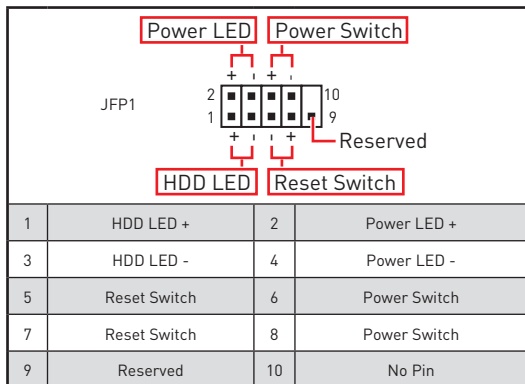 Power LED Power Switch
+ - + -
2 10
JFP1
1 9
+ - - +
Reserved
HDD LED Reset Switch
1 HDD LED + 2 Power LED +
3 HDD LED - 4 Power LED -
5 Reset Switch 6 Power Switch
7 Reset Switch 8 Power Switch
9 Reserved 10 No Pin